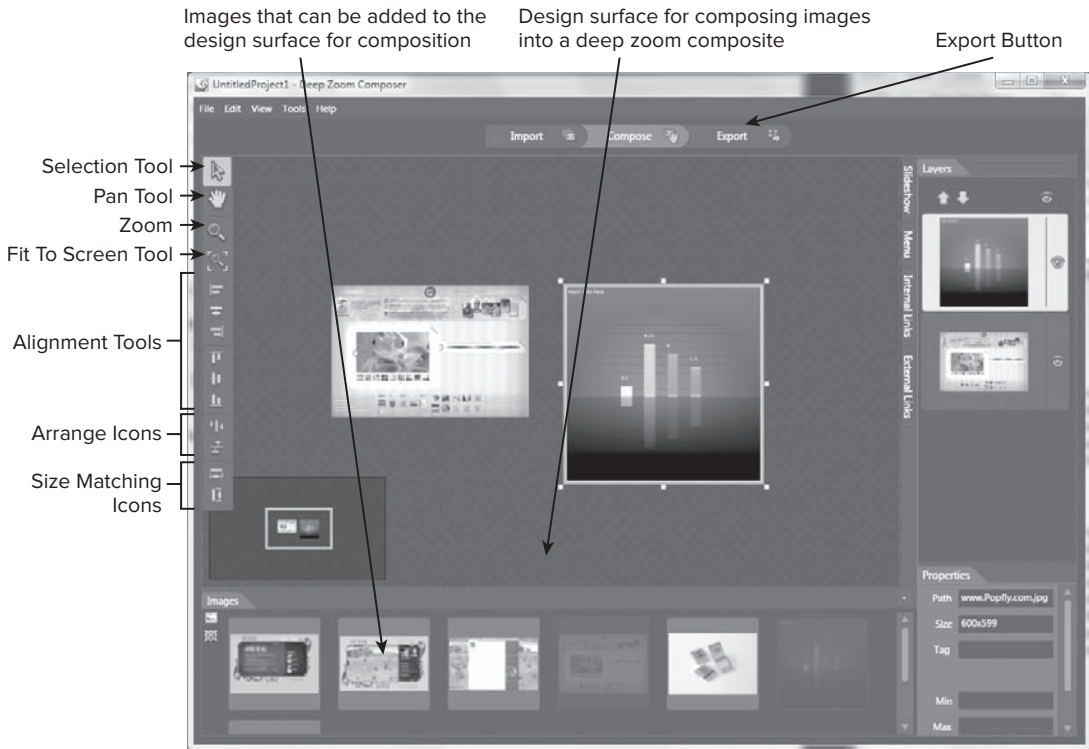 Images that can be added to the
design surface for composition
Design surface for composing images
into a deep zoom composite
Export Button
UntitledProject1 - Deep Zoom Composer
File Edit View Tools Help
Import
Compose
Export
Selection Tool
Pan Tool
Zoom
Fit To Screen Tool
Alignment Tools
Arrange Icons
Size Matching
Icons
Slideshow
Menu
Internal Links
External Links
Layers
Images
Properties
Path www.Popfly.com.jpg
Size 600x599
Tag
Min
Max